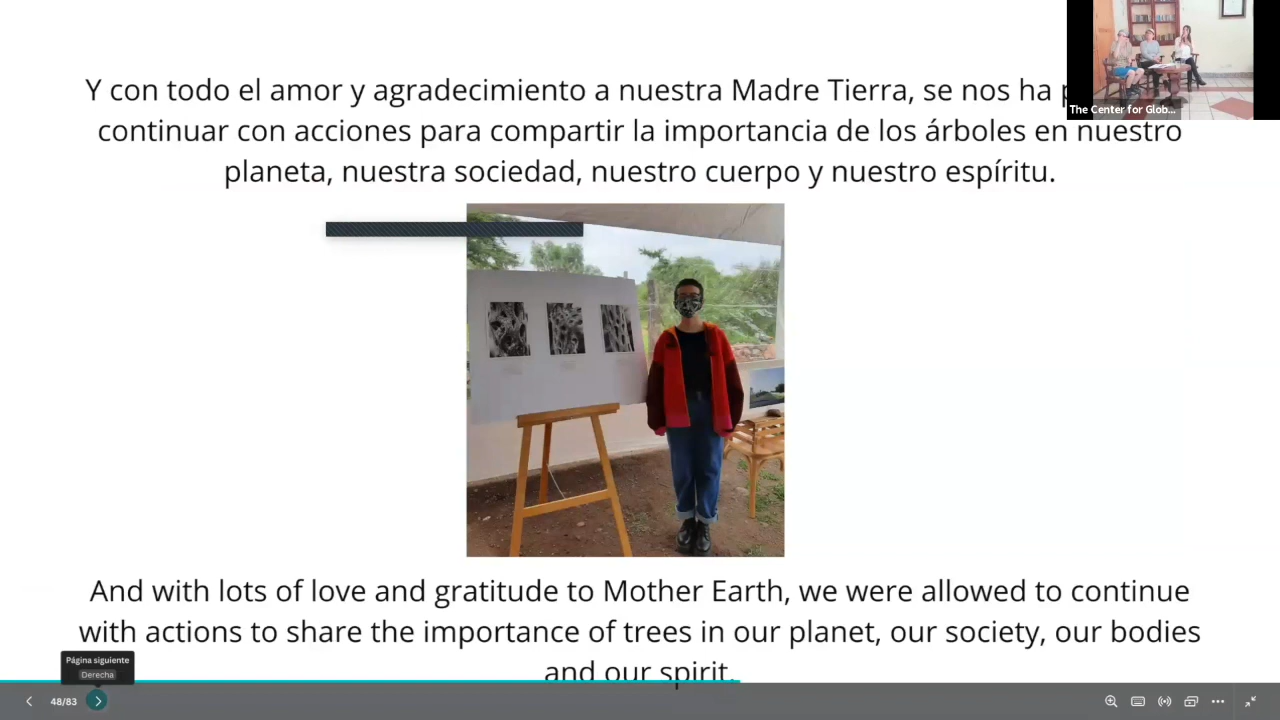 Y con todo el amor y agradecimiento a nuestra Madre Tierra, se nos ha
continuar con acciones para compartir la importancia de los árboles en nuestro
planeta, nuestra sociedad, nuestro cuerpo y nuestro espíritu.
The Center for Glob...
And with lots of love and gratitude to Mother Earth, we were allowed to continue
with actions to share the importance of trees in our planet, our society, our bodies
and our spirit.
Página siguiente
Derecha
48/83